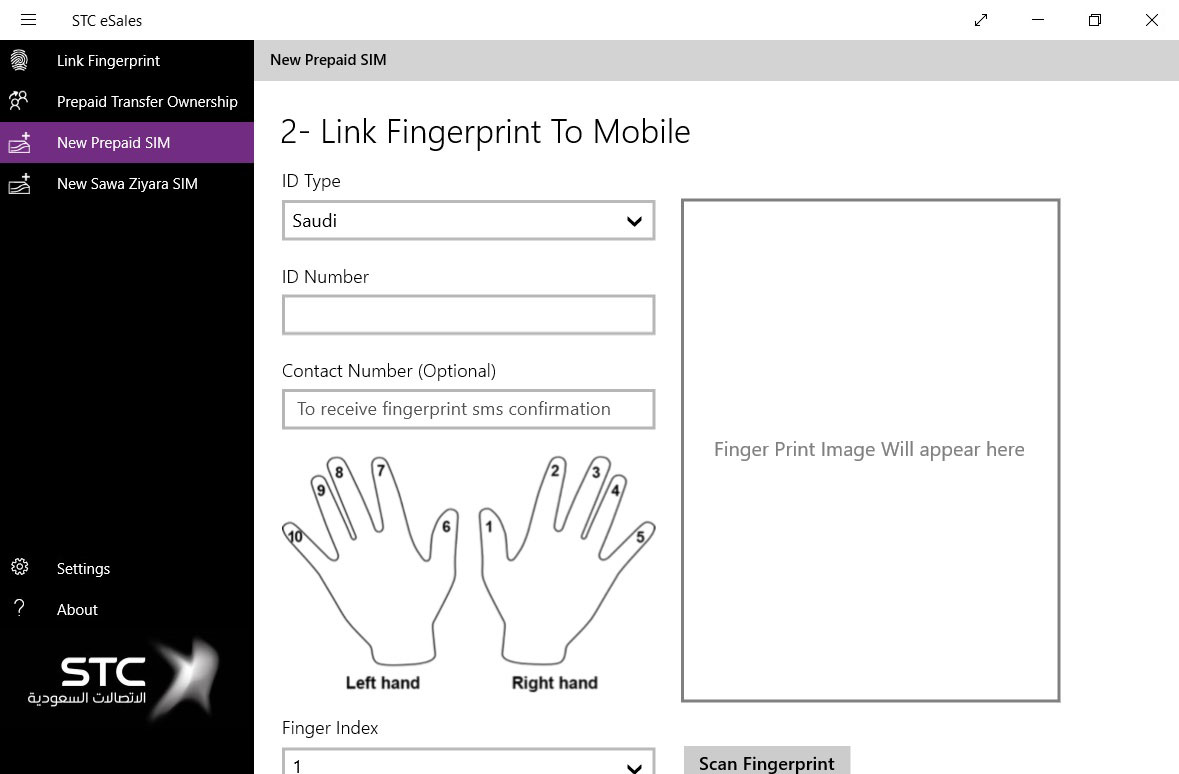 STC eSales
Link Fingerprint
Prepaid Transfer Ownership
New Prepaid SIM
New Sawa Ziyara SIM
Settings
? About
STC
الاتصالات السعودية
New Prepaid SIM
2- Link Fingerprint To Mobile
ID Type
Saudi
ID Number
Contact Number (Optional)
To receive fingerprint sms confirmation
10 9 8 7 6 1 2 3 4 5
Left hand Right hand
Finger Index
1
Finger Print Image Will appear here
Scan Fingerprint